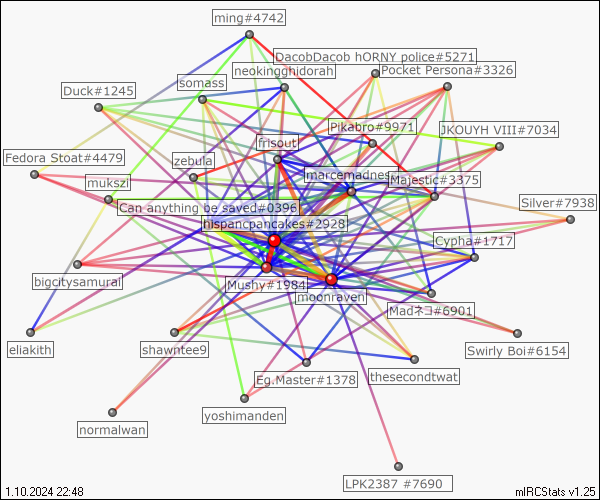 ming#4742
DacobDacob hORNY police#5271
neokingghidorah
Pocket Persona#3326
somass
Duck#1245
Pikabro#9971
JKOUYH VIII#7034
frisout
Fedora Stoat#4479
zebula
marcemadnes
Majestic#3375
mukszi
Silver#7938
Can anything be saved#0396
hispancpancakes#2928
Cypha#1717
bigcitysamurai
Mushy#1984
moonraven
Madネコ#6901
eliakith
shawntee9
Swirly Boi#6154
Eg.Master#1378
thesecondtwat
yoshimanden
normalwan
LPK2387 #7690
1.10.2024 22:48
mIRCStats v1.25